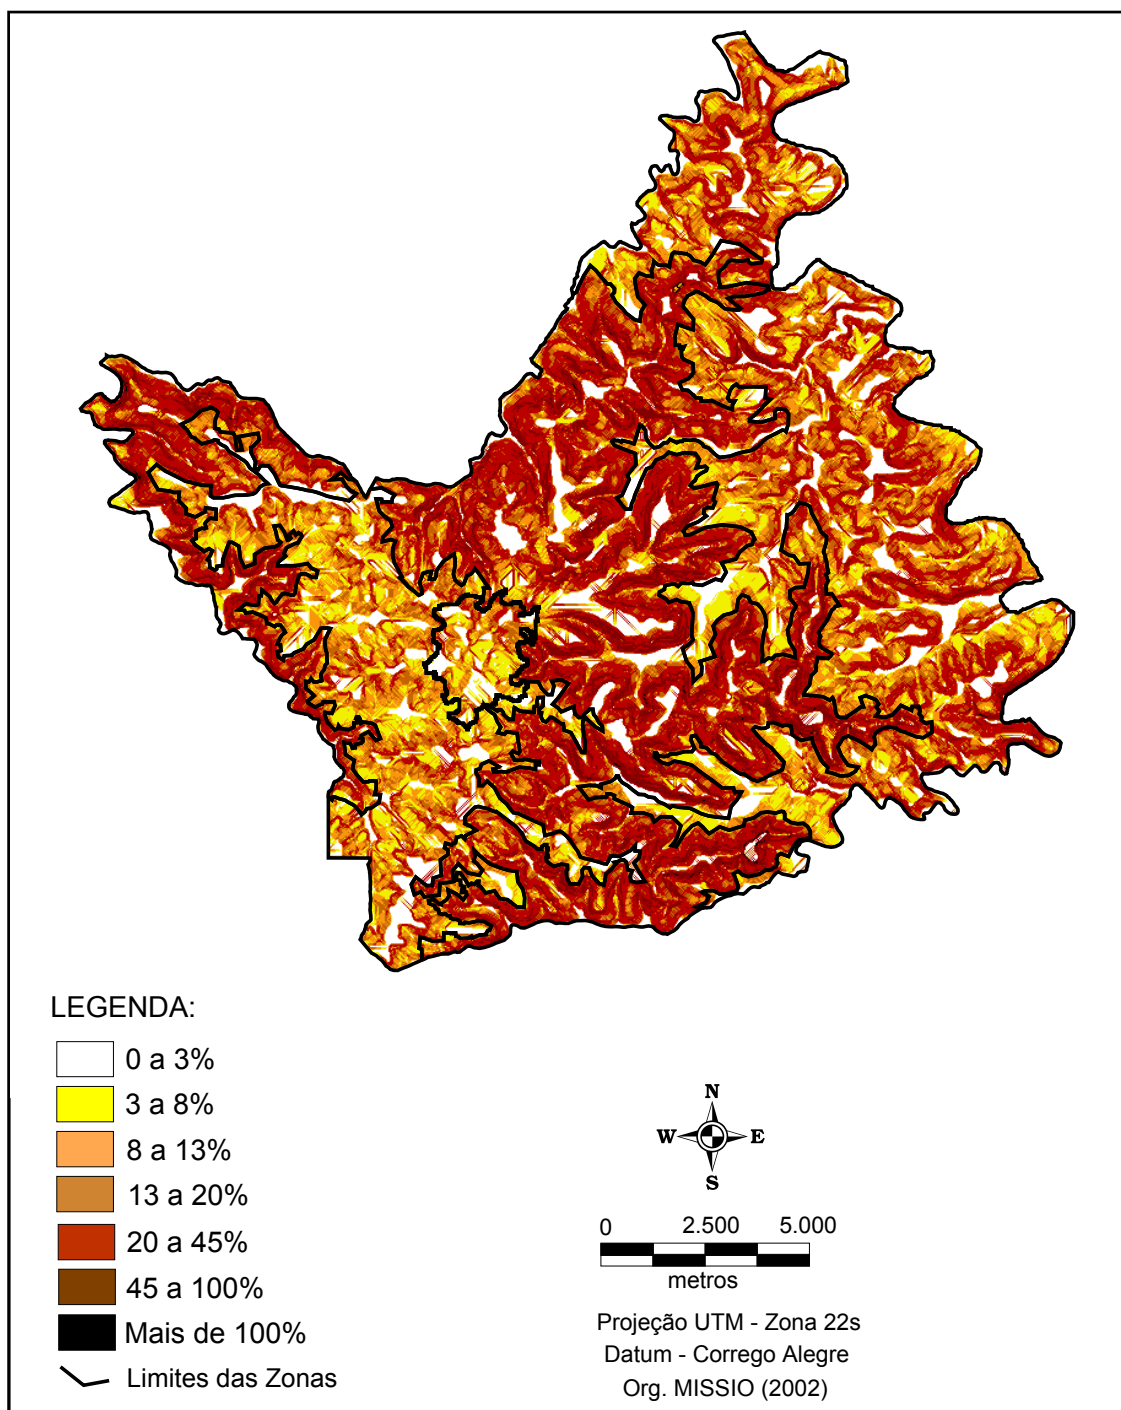 LEGENDA:
0 a 3%
3 a 8%
8 a 13%
13 a 20%
20 a 45%
45 a 100%
Mais de 100%
Limites das Zonas
N
W E
S
0 2.500 5.000
metros
Projeção UTM - Zona 22s
Datum - Corrego Alegre
Org. MISSIO (2002)